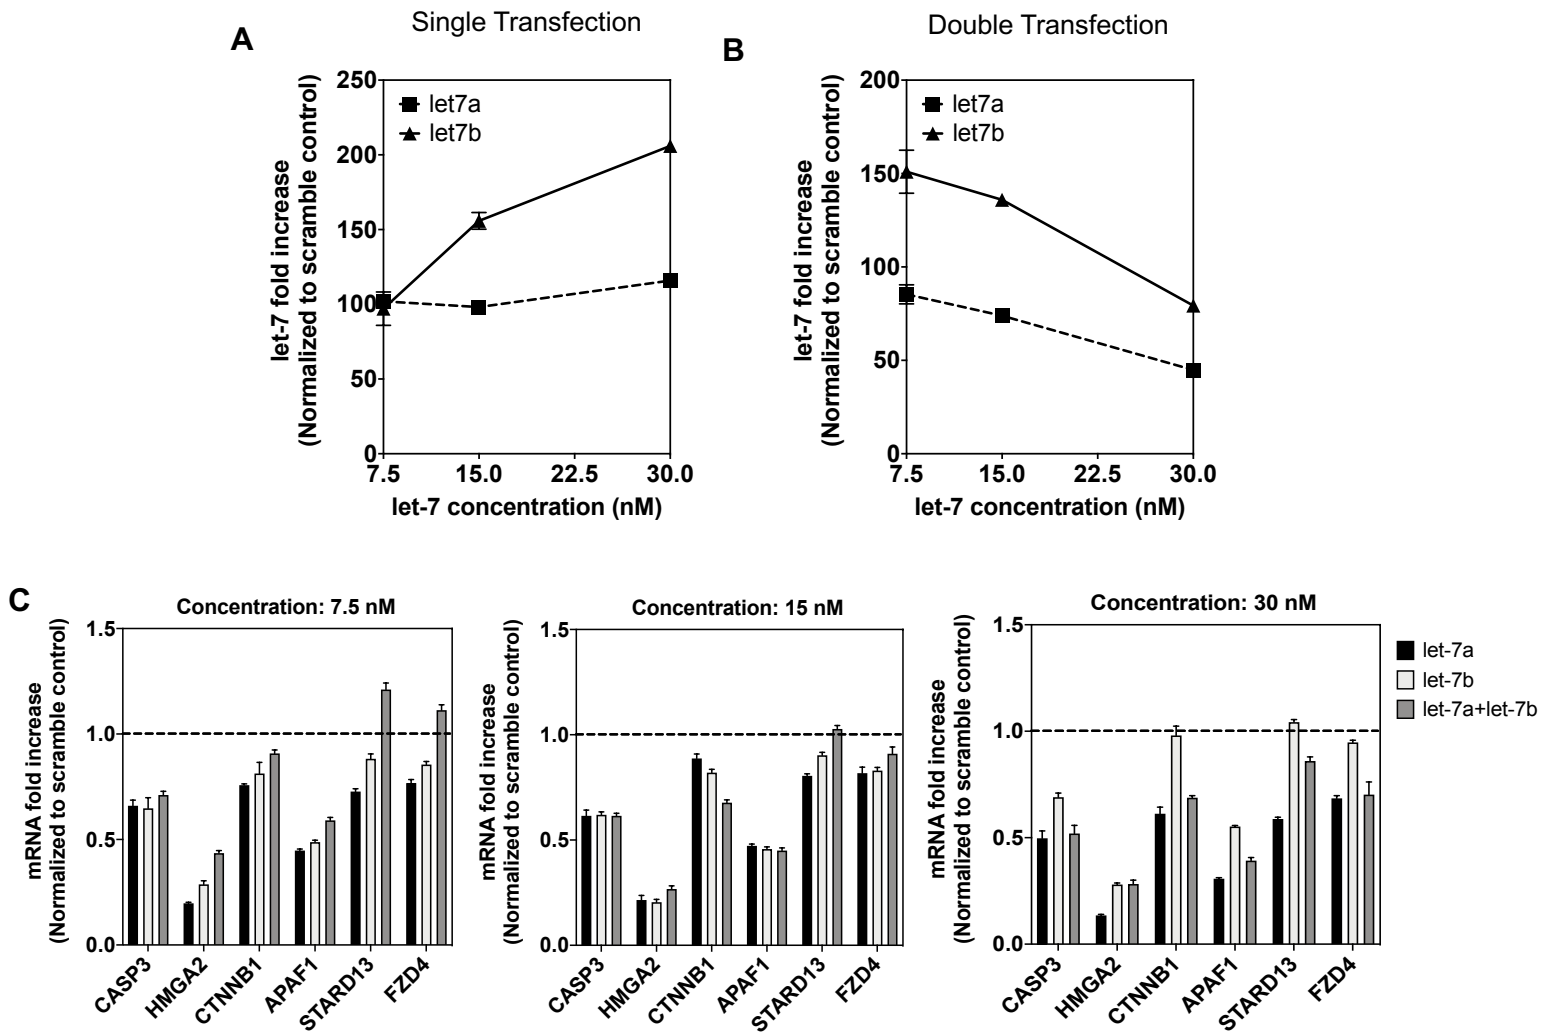 A
Single Transfection
let-7 fold increase
(Normalized to scramble control)
250
200
150
100
50
0
let7a
let7b
7.5
15.0
22.5
30.0
let-7 concentration (nM)
B
Double Transfection
let-7 fold increase
(Normalized to scramble control)
200
150
100
50
0
let7a
let7b
7.5
15.0
22.5
30.0
let-7 concentration (nM)
C
Concentration: 7.5 nM
mRNA fold increase
(Normalized to scramble control)
1.5
1.0
0.5
0.0
CASP3
HMGA2
CTNNB1
APAF1
STARD13
FZD4
Concentration: 15 nM
mRNA fold increase
(Normalized to scramble control)
1.5
1.0
0.5
0.0
CASP3
HMGA2
CTNNB1
APAF1
STARD13
FZD4
Concentration: 30 nM
mRNA fold increase
(Normalized to scramble control)
1.5
1.0
0.5
0.0
CASP3
HMGA2
CTNNB1
APAF1
STARD13
FZD4
let-7a
let-7b
let-7a+let-7b